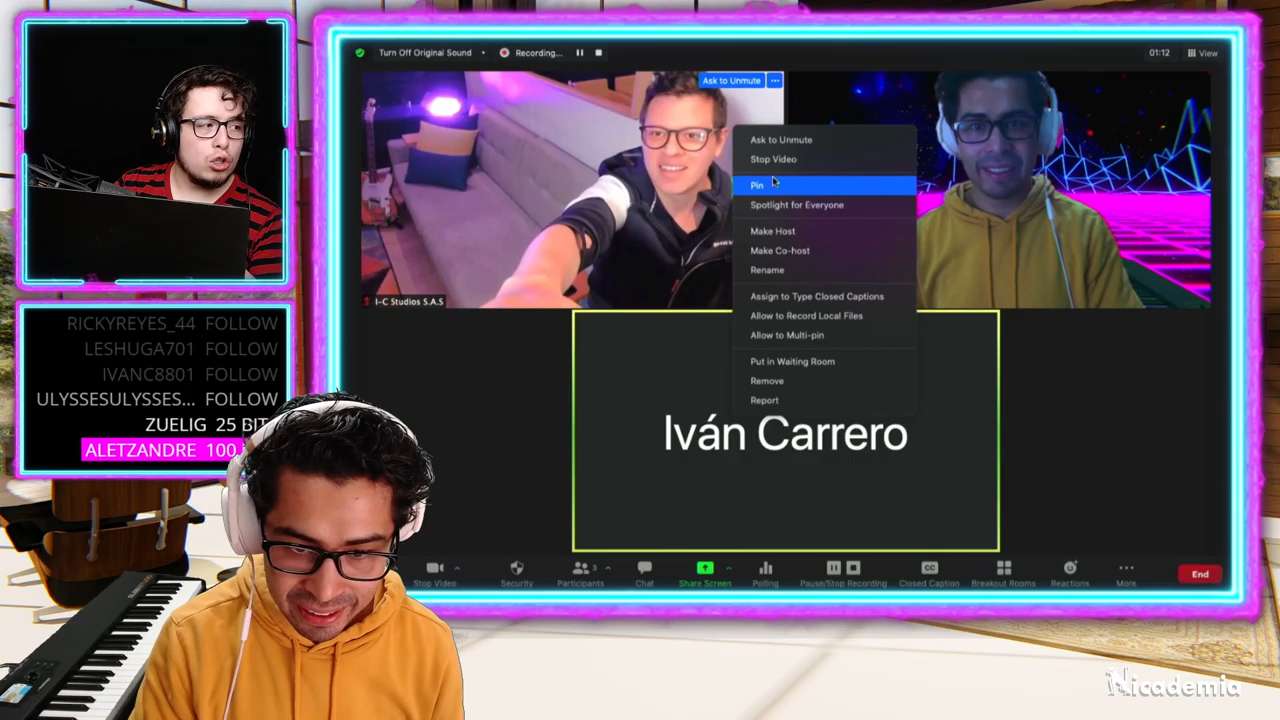 Turn Off Original Sound
Recording...
01:12
View
Ask to Unmute
Ask to Unmute
Stop Video
Pin
Spotlight for Everyone
Make Host
Make Co-host
Rename
Assign to Type Closed Captions
Allow to Record Local Files
Allow to Multi-pin
Put in Waiting Room
Remove
Report
I-C Studios S.A.S
Iván Carrero
RICKYREYES_44 FOLLOW
LESHUGA701 FOLLOW
IVANC8801 FOLLOW
ULYSSESULYSSES... FOLLOW
ZUELIG 25 BIT
ALETZANDRE 100
Stop Video
Security
Participants 3
Chat
Share Screen
Polling
Pause/Stop Recording
CC
Closed Caption
Breakout Rooms
Reactions
More
End
Nicademia